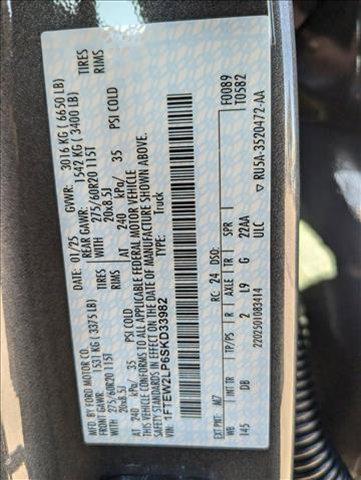 MFD. BY FORD MOTOR CO.
DATE: 01/25 GVWR: 3016 KG ( 6650 LB)
FRONT GAWR: 1531 KG ( 3375 LB) REAR GAWR: 1542 KG ( 3400 LB)
275/60R20 115T TIRES WITH 275/60R20 115T TIRES
20x8.5J RIMS 20x8.5J RIMS
AT 240 kPa/ 35 PSI COLD AT 240 kPa/ 35 PSI COLD
THIS VEHICLE CONFORMS TO ALL APPLICABLE FEDERAL MOTOR VEHICLE
SAFETY STANDARDS IN EFFECT ON THE DATE OF MANUFACTURE SHOWN ABOVE.
VIN: 1FTEW2LP6SKD33982 Truck
F0089
T0582
EXT PNT: M7 RC: 24 DSO:
WB INT TR TP/PS R AXLE TR SPR
145 DB 2 L9 G 22AA
ULC
2202501083414
▽ RU5A-3520472-AA